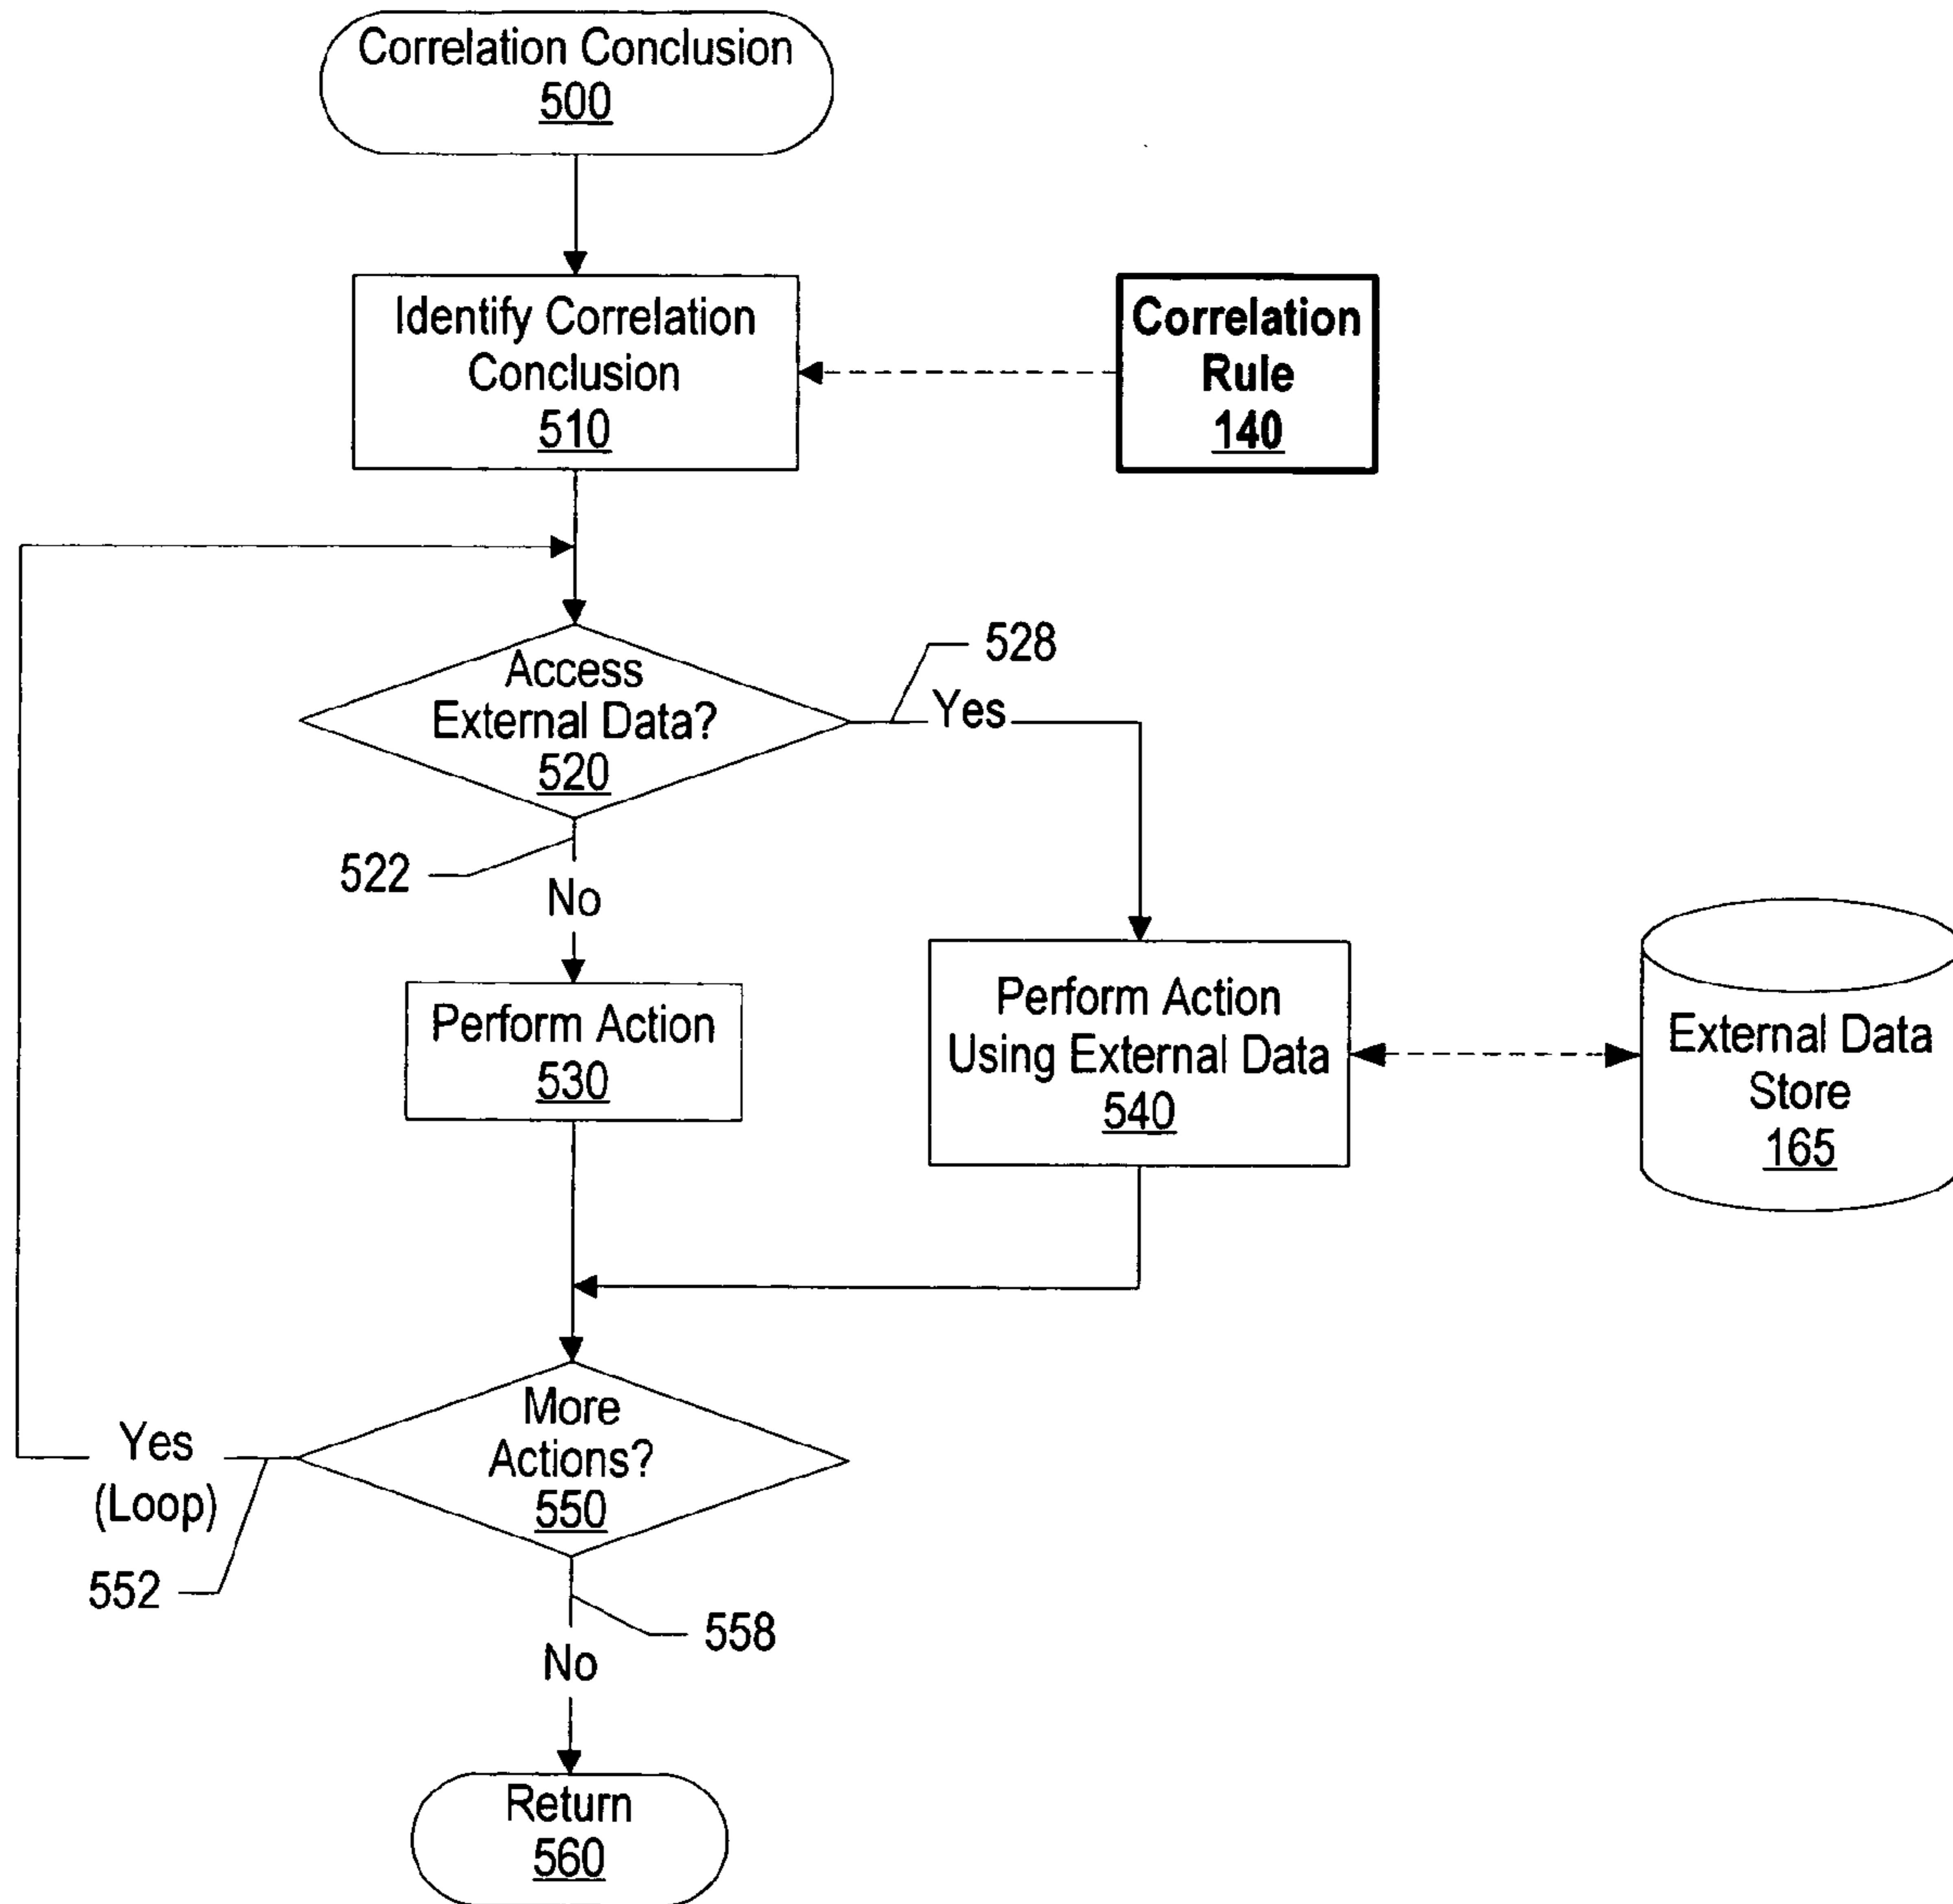 Correlation Conclusion
500
Identify Correlation
Conclusion
510
Correlation
Rule
140
Access
External Data?
520
528
Yes
522
No
Perform Action
530
Perform Action
Using External Data
540
External Data
Store
165
More
Actions?
550
Yes
(Loop)
552
558
No
Return
560